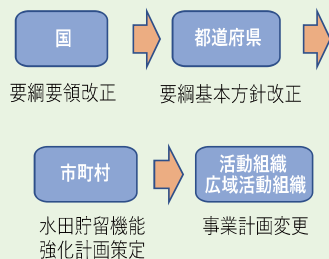 国
都道府県
要綱要領改正
要綱基本方針改正
市町村
活動組織
広域活動組織
水田貯留機能
強化計画策定
事業計画変更